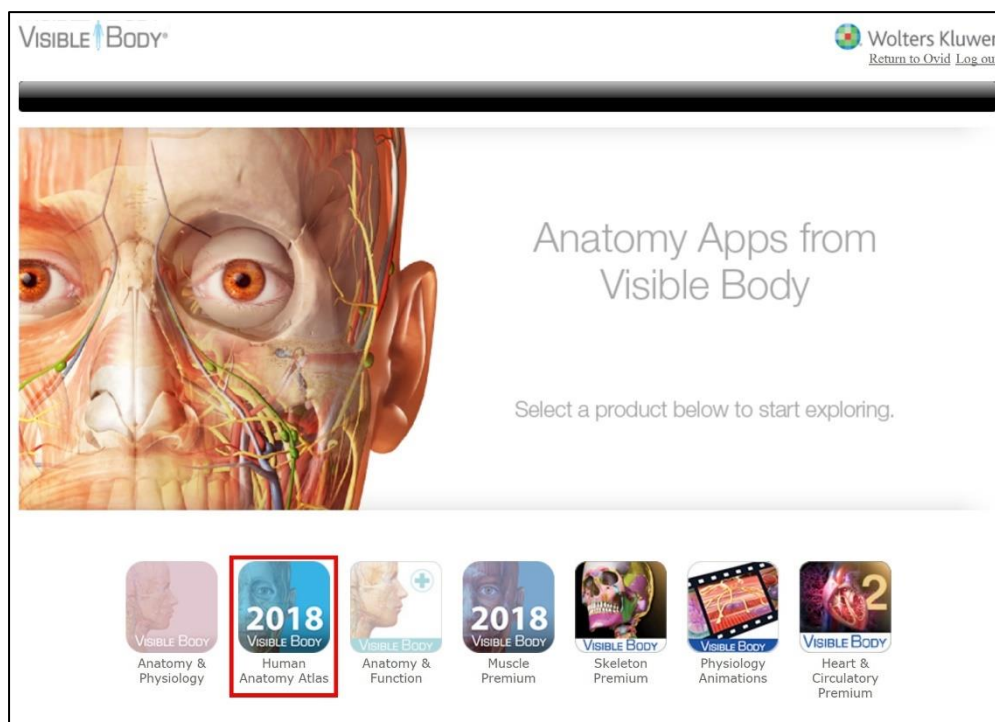 VISIBLE BODY®
Wolters Kluwer
Return to Ovid Log out
Anatomy Apps from
Visible Body
Select a product below to start exploring.
VISIBLE BODY
2018
VISIBLE BODY
VISIBLE BODY
2018
VISIBLE BODY
VISIBLE BODY
VISIBLE BODY
2
VISIBLE BODY
Anatomy &
Physiology
Human
Anatomy Atlas
Anatomy &
Function
Muscle
Premium
Skeleton
Premium
Physiology
Animations
Heart &
Circulatory
Premium